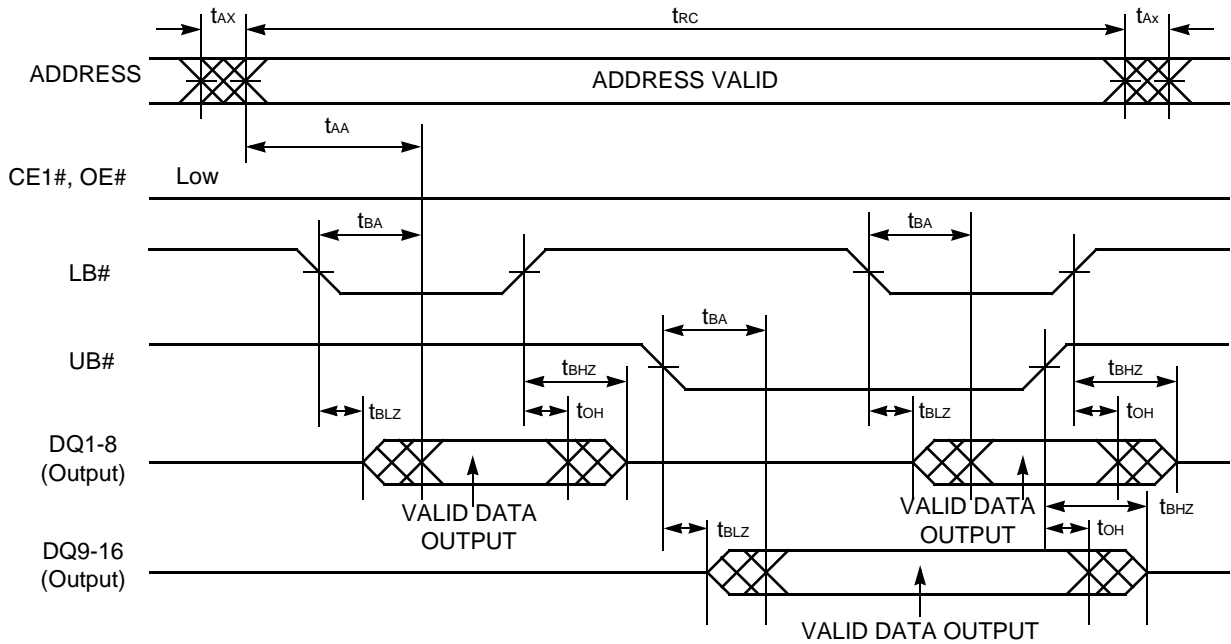 tAX
tRC
tAx
ADDRESS
ADDRESS VALID
tAA
CE1#, OE#
Low
tBA
tBA
LB#
tBA
UB#
tBHZ
tBHZ
tBLZ
tOH
tBLZ
tOH
DQ1-8
(Output)
VALID DATA
OUTPUT
VALID DATA
OUTPUT
tBHZ
tBLZ
tOH
DQ9-16
(Output)
VALID DATA OUTPUT